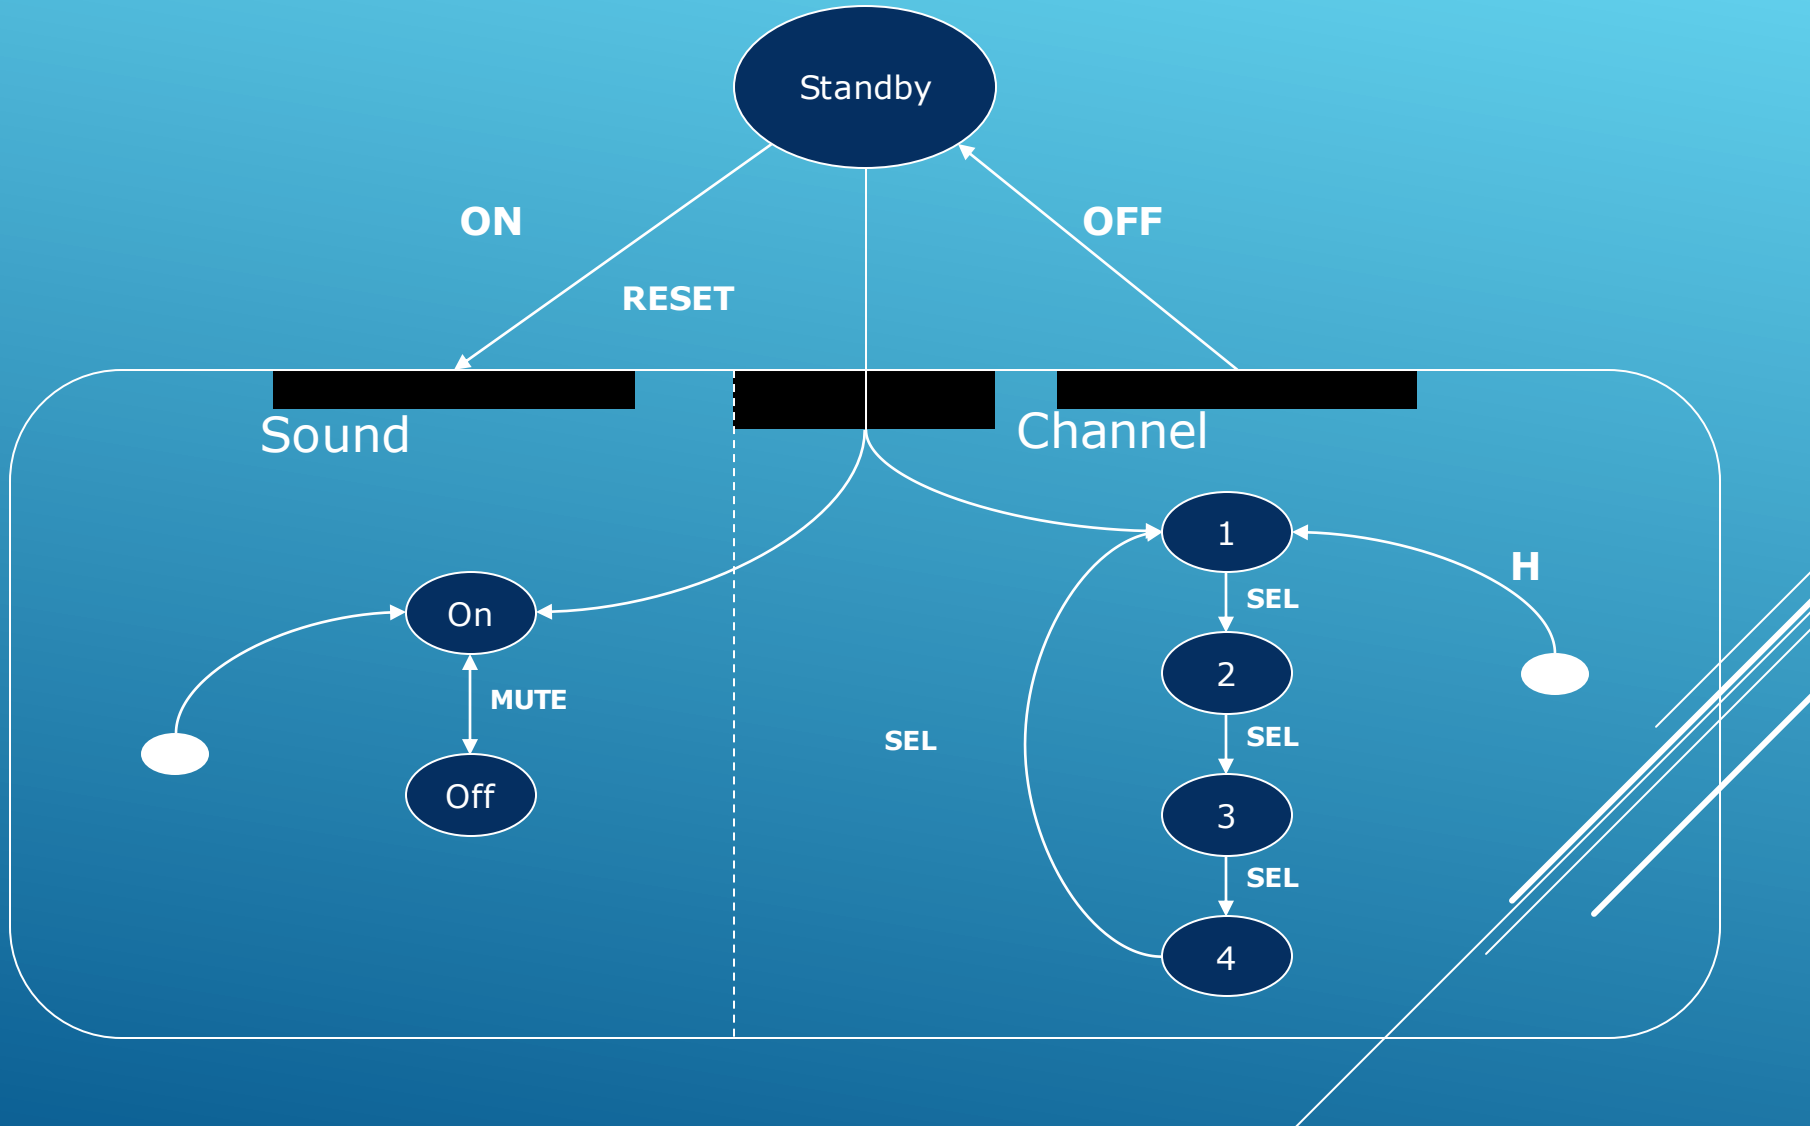 Standby
ON
OFF
RESET
Sound
Channel
1
H
SEL
On
2
MUTE
SEL
SEL
Off
3
SEL
4